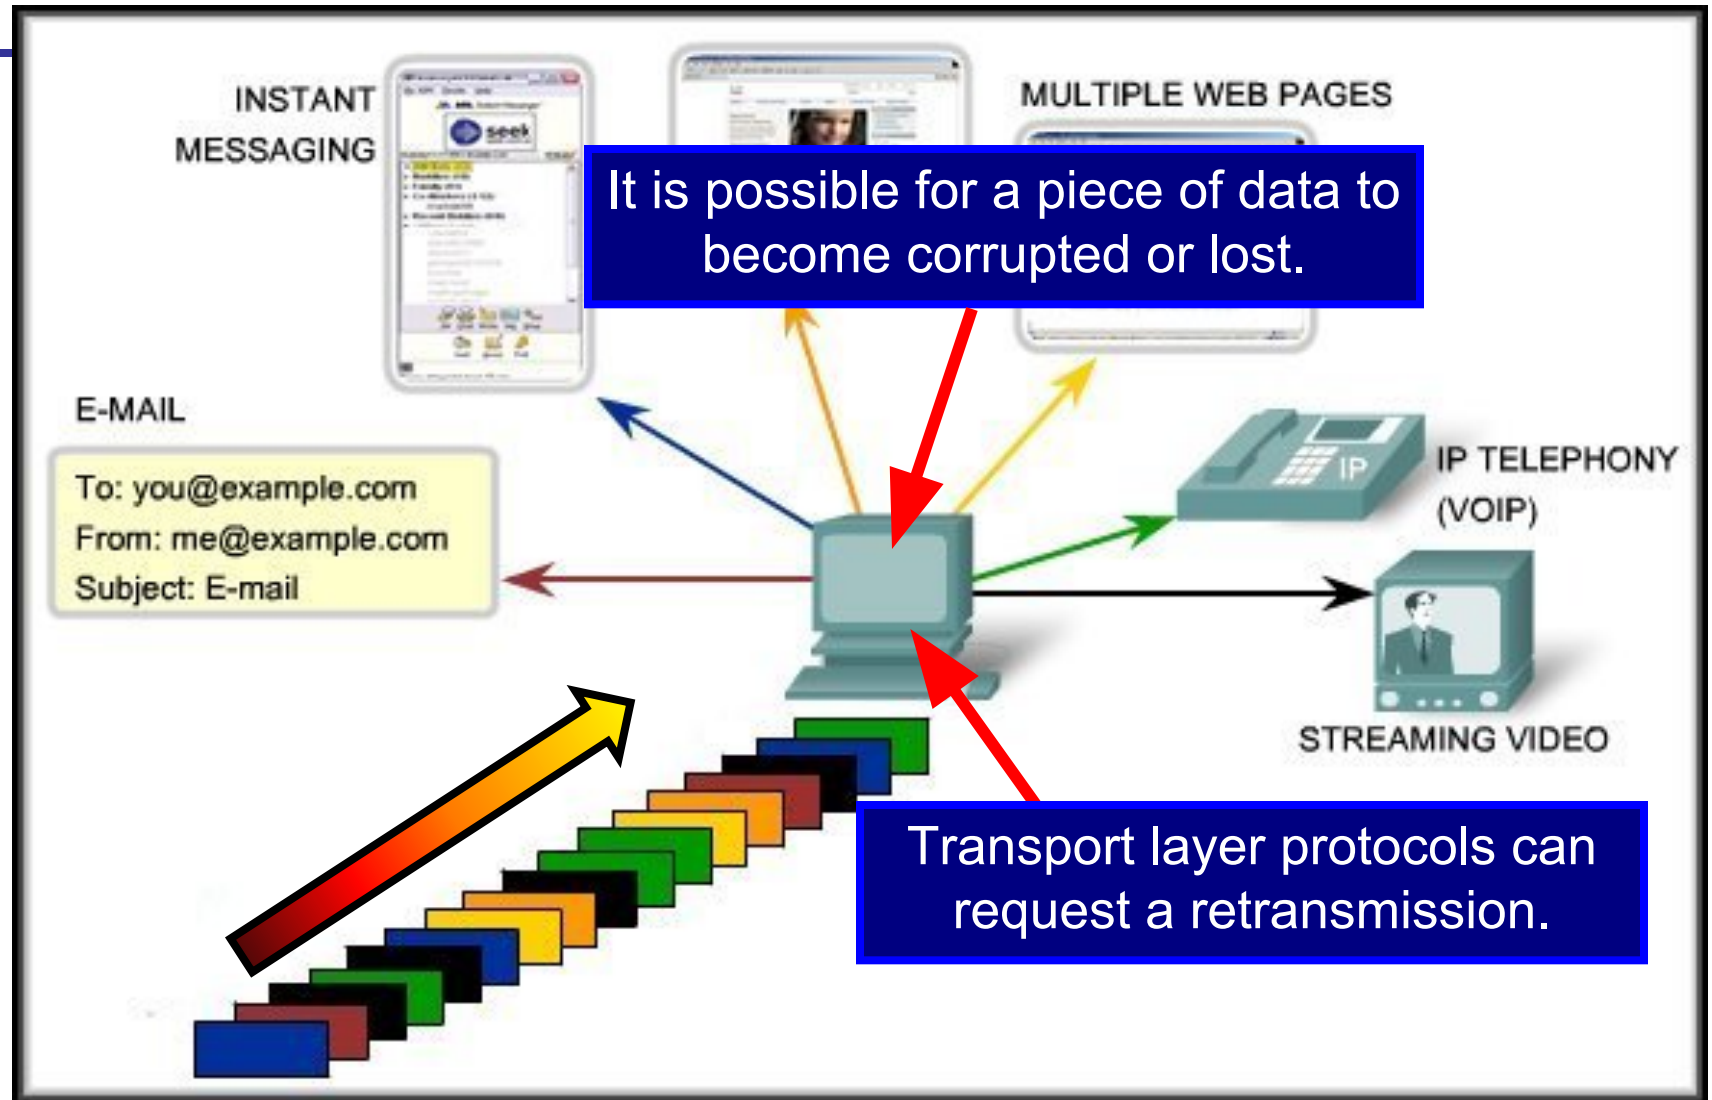 INSTANT
MESSAGING
seek
MULTIPLE WEB PAGES
It is possible for a piece of data to
become corrupted or lost.
E-MAIL
To: you@example.com
From: me@example.com
Subject: E-mail
IP
IP TELEPHONY
(VOIP)
STREAMING VIDEO
Transport layer protocols can
request a retransmission.